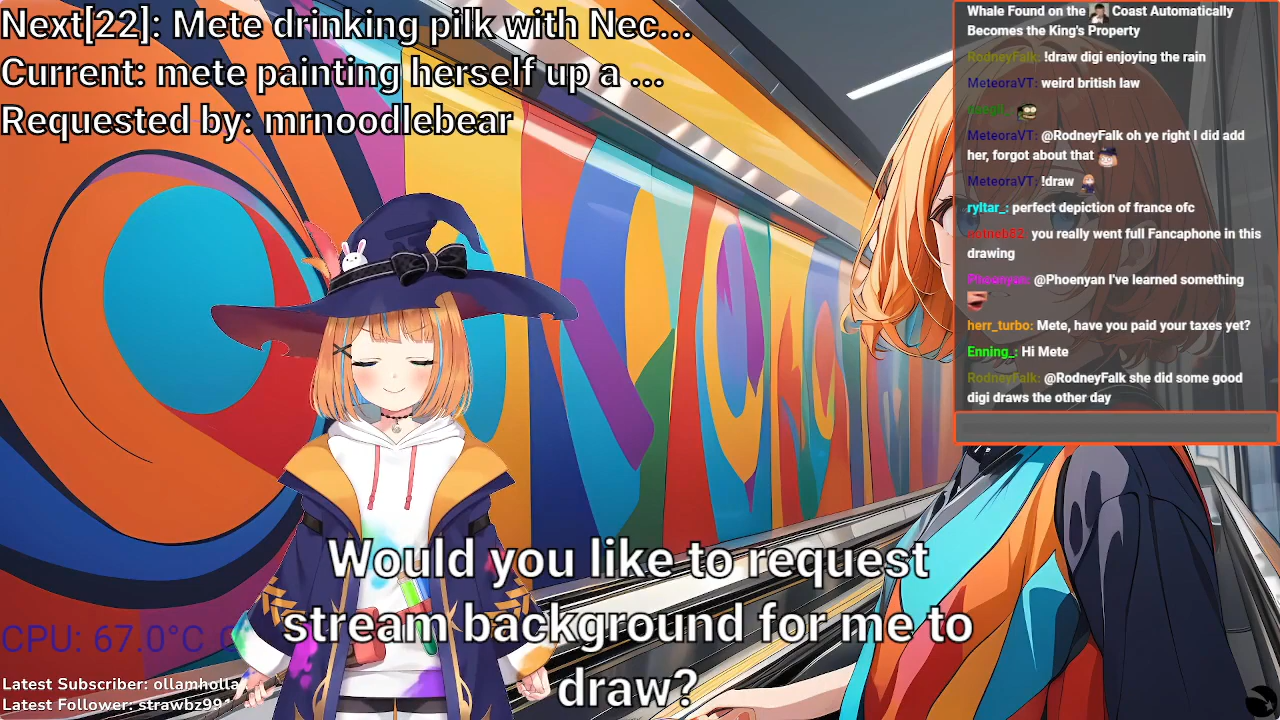 Next[22]: Mete drinking pilk with Nec...
Current: mete painting herself up a ...
Requested by: mrnoodlebear
Whale Found on the Coast Automatically
Becomes the King's Property
RodneyFalk: !draw digi enjoying the rain
MeteoraVT: weird british law
MeteoraVT: @RodneyFalk oh ye right I did add
her, forgot about that
MeteoraVT: !draw
ryltar_: perfect depiction of france ofc
you really went full Fancaphone in this
drawing
Phoenyan: @Phoenyan I've learned something
herr_turbo: Mete, have you paid your taxes yet?
Enning_: Hi Mete
RodneyFalk: @RodneyFalk she did some good
digi draws the other day
Would you like to request
stream background for me to
draw?
CPU: 67.0°C
Latest Subscriber: ollamholla
Latest Follower: strawbz991